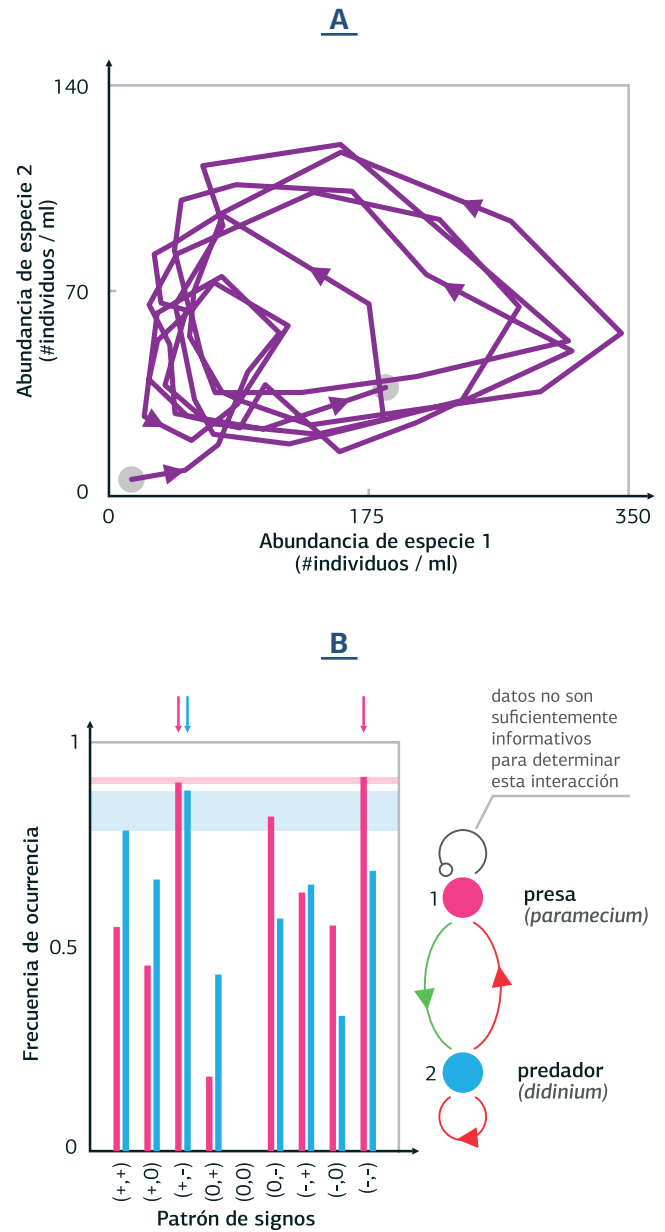 A
140
70
0
0
175
350
Abundancia de especie 2
(#individuos / ml)
Abundancia de especie 1
(#individuos / ml)
B
datos no son
suficientemente
informativos
para determinar
esta interacción
1
0.5
0
Frecuencia de ocurrencia
(+,+)
(+,0)
(+,-)
(0,+)
(0,0)
(0,-)
(-,+)
(-,0)
(-,-)
Patrón de signos
1
presa
(paramecium)
2
predador
(didinium)